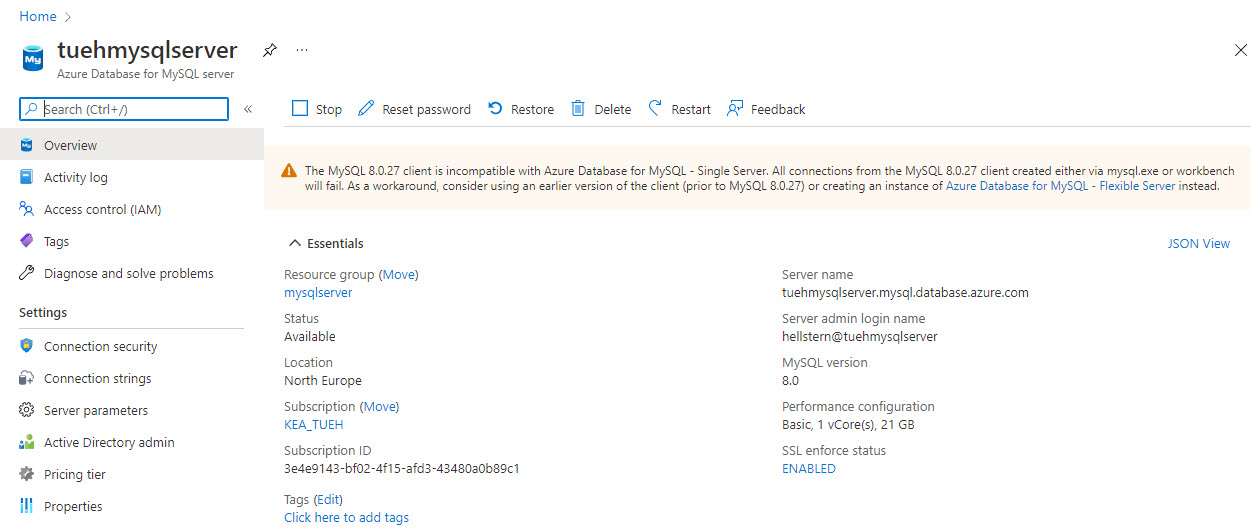 Home >
tuehmysqlserver ...
Azure Database for MySQL server
Search (Ctrl+/) «
Overview
Activity log
Access control (IAM)
Tags
Diagnose and solve problems
Settings
Connection security
Connection strings
Server parameters
Active Directory admin
Pricing tier
Properties
Stop Reset password Restore Delete Restart Feedback
The MySQL 8.0.27 client is incompatible with Azure Database for MySQL - Single Server. All connections from the MySQL 8.0.27 client created either via mysql.exe or workbench
will fail. As a workaround, consider using an earlier version of the client (prior to MySQL 8.0.27) or creating an instance of Azure Database for MySQL - Flexible Server instead.
Essentials JSON View
Resource group (Move)
mysqlserver
Status
Available
Location
North Europe
Subscription (Move)
KEA_TUEH
Subscription ID
3e4e9143-bf02-4f15-afd3-43480a0b89c1
Tags (Edit)
Click here to add tags
Server name
tuehmysqlserver.mysql.database.azure.com
Server admin login name
hellstern@tuehmysqlserver
MySQL version
8.0
Performance configuration
Basic, 1 vCore(s), 21 GB
SSL enforce status
ENABLED